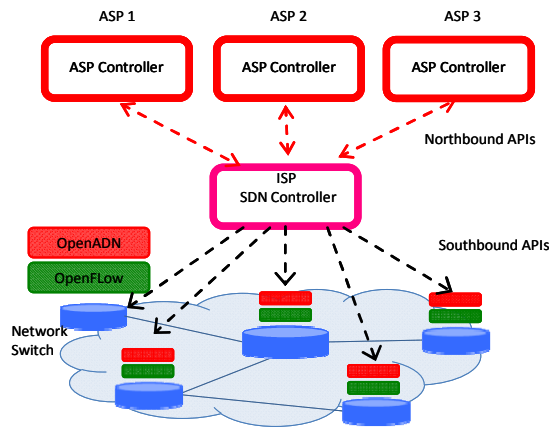 ASP 1
ASP 2
ASP 3
ASP Controller
ASP Controller
ASP Controller
Northbound APIs
ISP
SDN Controller
OpenADN
OpenFLow
Southbound APIs
Network
Switch